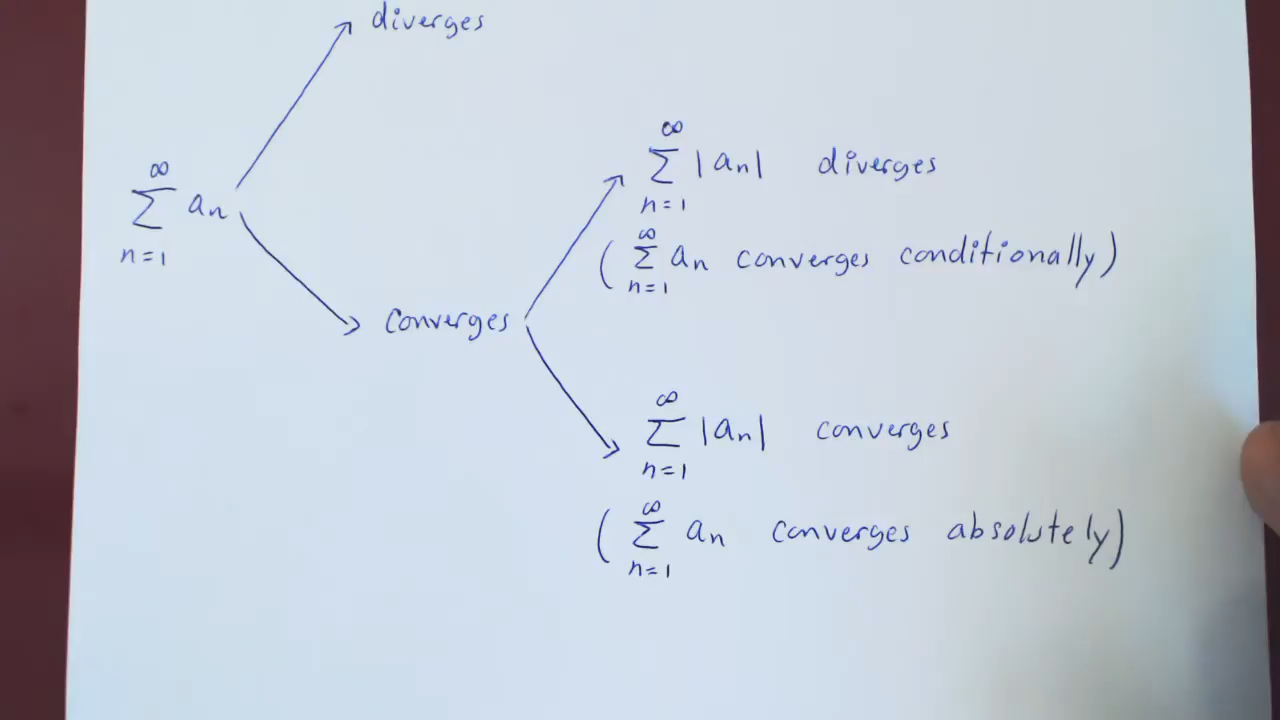 diverges
∞
∑ |an| diverges
n=1
∞
∑ an
n=1
∞
( ∑ an converges conditionally)
n=1
converges
∞
∑ |an| converges
n=1
∞
( ∑ an converges absolutely)
n=1